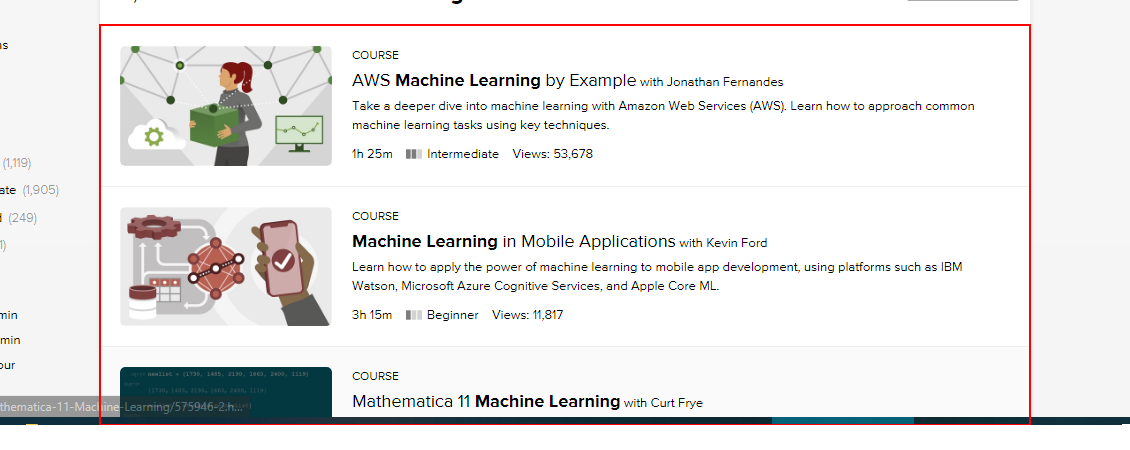 ns
(1,119)
ate (1,905)
d (249)
1)
min
min
our
COURSE
AWS Machine Learning by Example with Jonathan Fernandes
Take a deeper dive into machine learning with Amazon Web Services (AWS). Learn how to approach common
machine learning tasks using key techniques.
1h 25m Intermediate Views: 53,678
COURSE
Machine Learning in Mobile Applications with Kevin Ford
Learn how to apply the power of machine learning to mobile app development, using platforms such as IBM
Watson, Microsoft Azure Cognitive Services, and Apple Core ML.
3h 15m Beginner Views: 11,817
COURSE
Mathematica 11 Machine Learning with Curt Frye
thematica-11-Machine-Learning/575946-2.h...